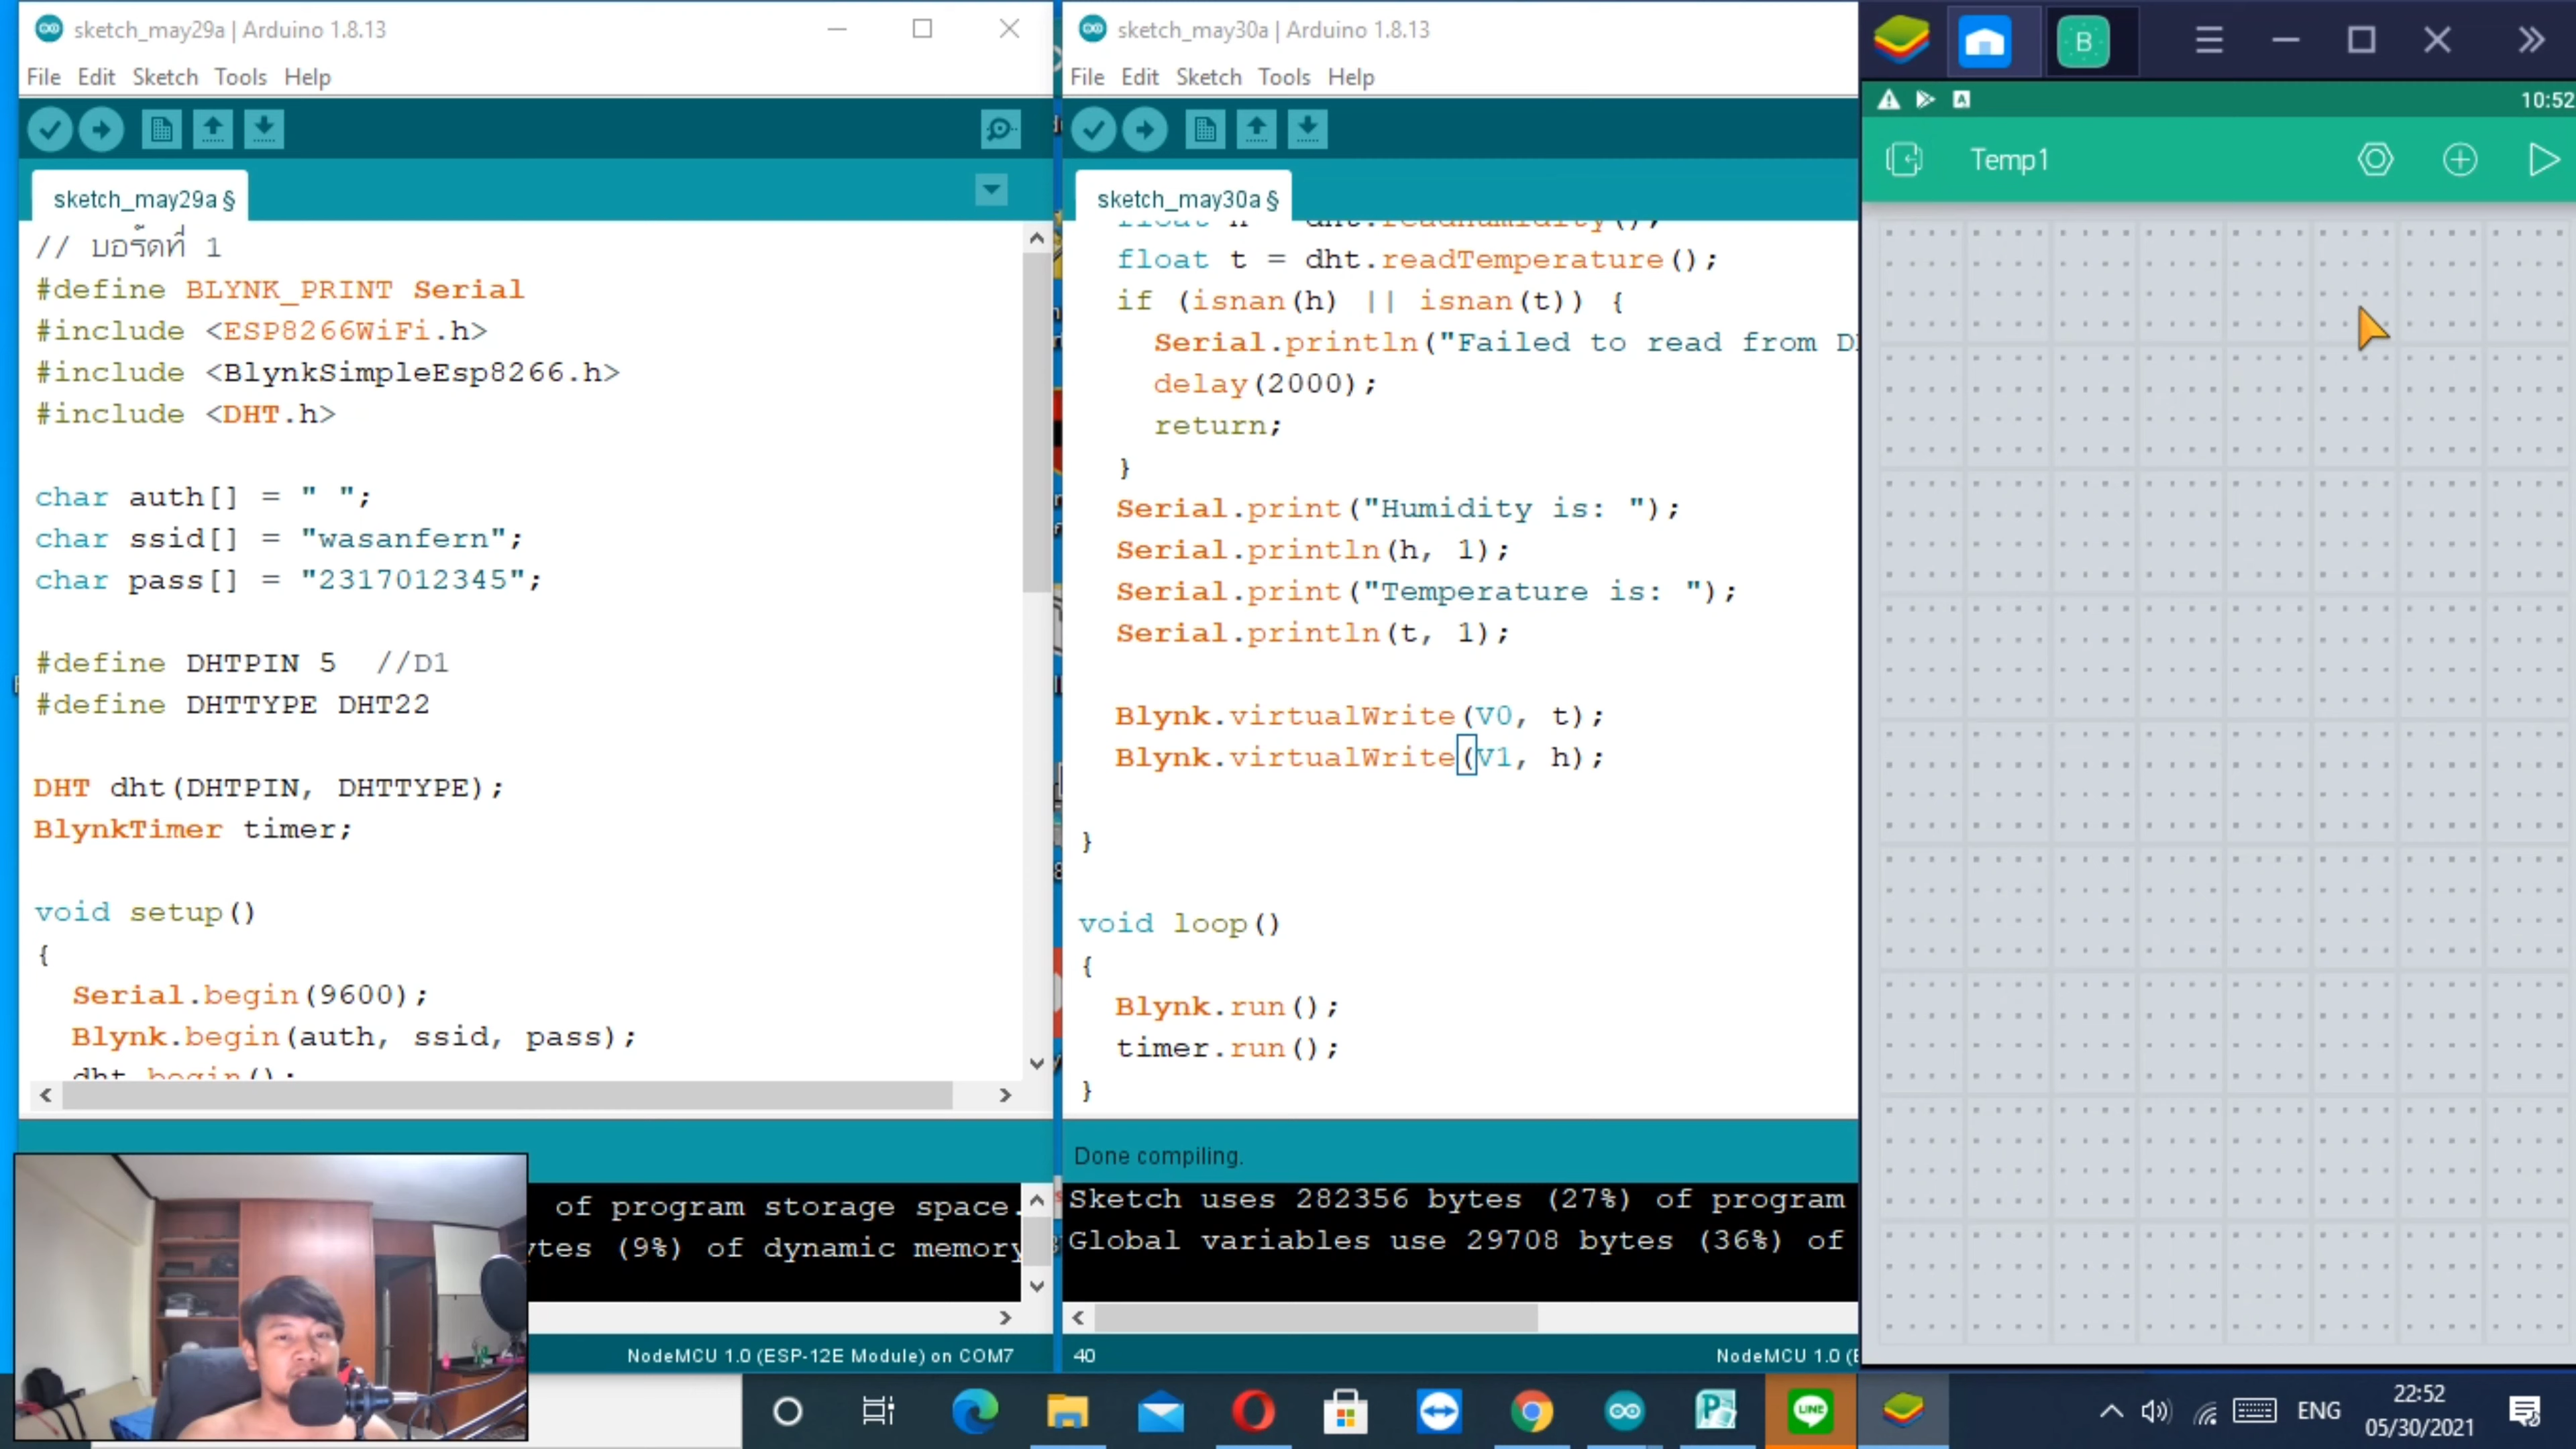 sketch_may29a | Arduino 1.8.13
File Edit Sketch Tools Help
sketch_may29a §
// บอร์ดที่ 1
#define BLYNK_PRINT Serial
#include <ESP8266WiFi.h>
#include <BlynkSimpleEsp8266.h>
#include <DHT.h>
char auth[] = " ";
char ssid[] = "wasanfern";
char pass[] = "2317012345";
#define DHTPIN 5 //D1
#define DHTTYPE DHT22
DHT dht(DHTPIN, DHTTYPE);
BlynkTimer timer;
void setup()
{
Serial.begin(9600);
Blynk.begin(auth, ssid, pass);
dht.begin();
of program storage space.
ytes (9%) of dynamic memory
NodeMCU 1.0 (ESP-12E Module) on COM7
sketch_may30a | Arduino 1.8.13
File Edit Sketch Tools Help
sketch_may30a §
float h = dht.readHumidity();
float t = dht.readTemperature();
if (isnan(h) || isnan(t)) {
Serial.println("Failed to read from D
delay(2000);
return;
}
Serial.print("Humidity is: ");
Serial.println(h, 1);
Serial.print("Temperature is: ");
Serial.println(t, 1);
Blynk.virtualWrite(V0, t);
Blynk.virtualWrite(V1, h);
}
void loop()
{
Blynk.run();
timer.run();
}
Done compiling.
Sketch uses 282356 bytes (27%) of program
Global variables use 29708 bytes (36%) of
40
NodeMCU 1.0 (E
B
10:52
Temp1
LINE
ENG
22:52
05/30/2021